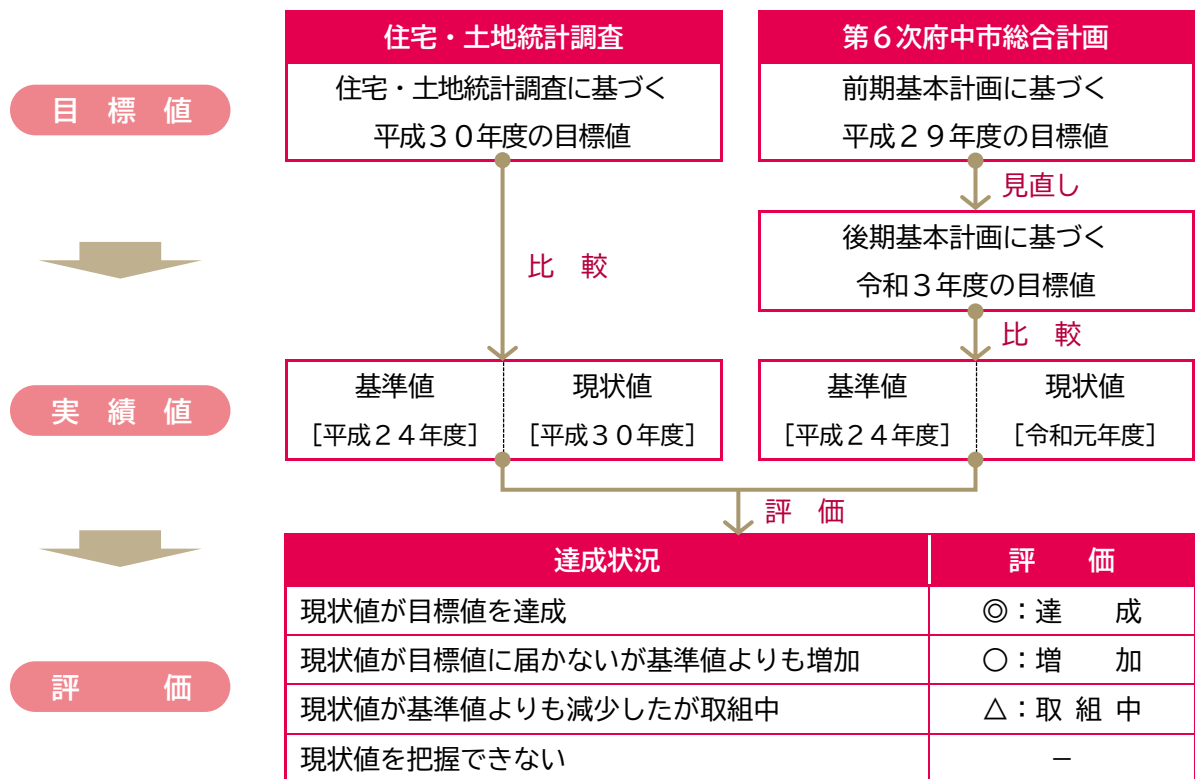 住宅・土地統計調査
第６次府中市総合計画
目標値
住宅・土地統計調査に基づく
平成３０年度の目標値
前期基本計画に基づく
平成２９年度の目標値
見直し
後期基本計画に基づく
令和３年度の目標値
比　較
比　較
実績値
基準値
［平成２４年度］
現状値
［平成３０年度］
基準値
［平成２４年度］
現状値
［令和元年度］
評　価
達成状況
評　価
評　価
現状値が目標値を達成
◎：達　成
現状値が目標値に届かないが基準値よりも増加
○：増　加
現状値が基準値よりも減少したが取組中
△：取組中
現状値を把握できない
－